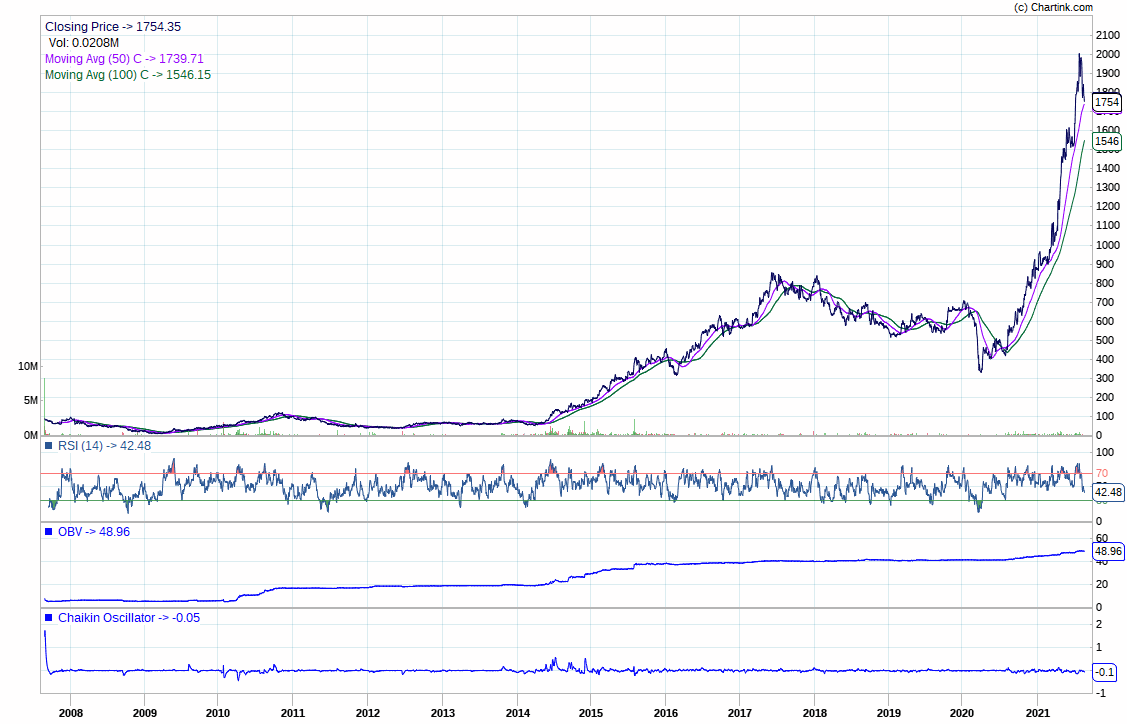 (c) Chartink.com
Closing Price -> 1754.35
Vol: 0.0208M
Moving Avg (50) C -> 1739.71
Moving Avg (100) C -> 1546.15
2100
2000
1900
1800
1754
1600
1546
1400
1300
1200
1100
1000
900
800
700
600
500
400
300
200
100
0
10M
5M
0M
RSI (14) -> 42.48
100
70
42.48
0
OBV -> 48.96
60
48.96
40
20
0
Chaikin Oscillator -> -0.05
2
1
-0.1
-1
2008 2009 2010 2011 2012 2013 2014 2015 2016 2017 2018 2019 2020 2021